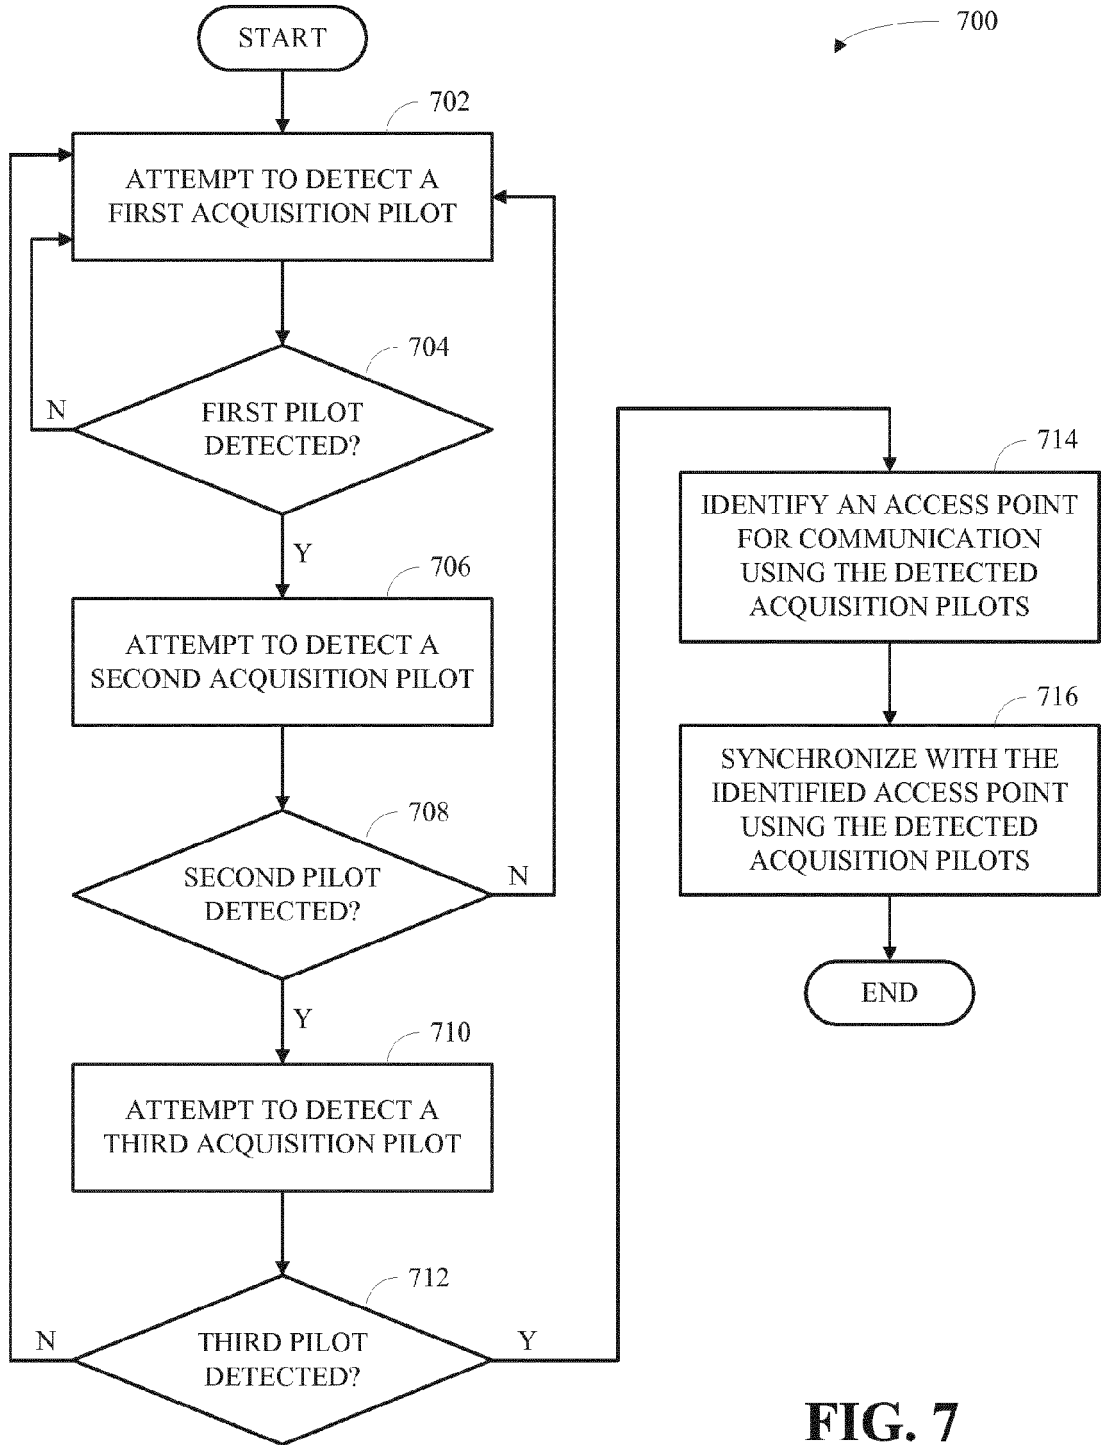 START
700
702
ATTEMPT TO DETECT A
FIRST ACQUISITION PILOT
704
N
FIRST PILOT
DETECTED?
Y
706
ATTEMPT TO DETECT A
SECOND ACQUISITION PILOT
708
SECOND PILOT
DETECTED?
N
Y
710
ATTEMPT TO DETECT A
THIRD ACQUISITION PILOT
712
N
THIRD PILOT
DETECTED?
Y
714
IDENTIFY AN ACCESS POINT
FOR COMMUNICATION
USING THE DETECTED
ACQUISITION PILOTS
716
SYNCHRONIZE WITH THE
IDENTIFIED ACCESS POINT
USING THE DETECTED
ACQUISITION PILOTS
END
FIG. 7